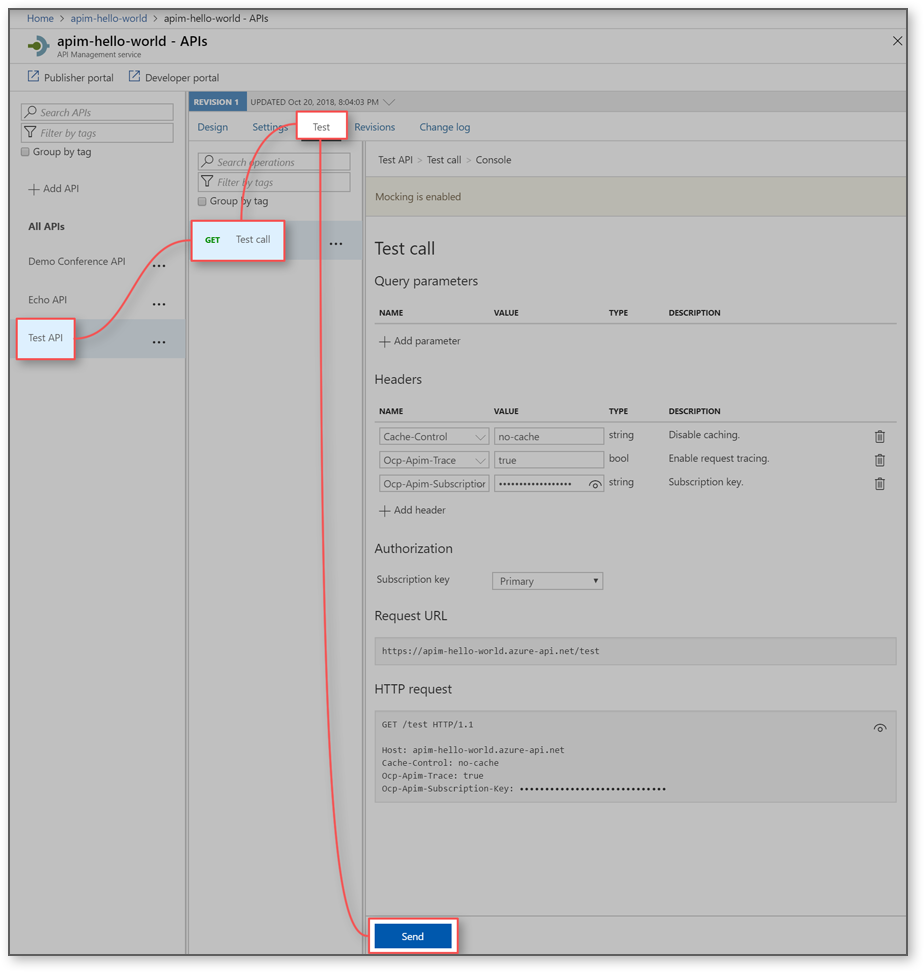 Home > apim-hello-world > apim-hello-world - APIs
apim-hello-world - APIs
API Management service
Publisher portal Developer portal
Search APIs
Filter by tags
Group by tag
Add API
All APIs
Demo Conference API ...
Echo API ...
Test API ...
REVISION 1 UPDATED Oct 20, 2018, 8:04:03 PM
Design Settings Test Revisions Change log
Search operations
Filter by tags
Group by tag
GET Test call ...
Test API > Test call > Console
Mocking is enabled
Test call
Query parameters
NAME VALUE TYPE DESCRIPTION
Add parameter
Headers
NAME VALUE TYPE DESCRIPTION
Cache-Control no-cache string Disable caching.
Ocp-Apim-Trace true bool Enable request tracing.
Ocp-Apim-Subscription •••••••••••••••••• string Subscription key.
Add header
Authorization
Subscription key Primary
Request URL
https://apim-hello-world.azure-api.net/test
HTTP request
GET /test HTTP/1.1
Host: apim-hello-world.azure-api.net
Cache-Control: no-cache
Ocp-Apim-Trace: true
Ocp-Apim-Subscription-Key: •••••••••••••••••••••••••••••
Send